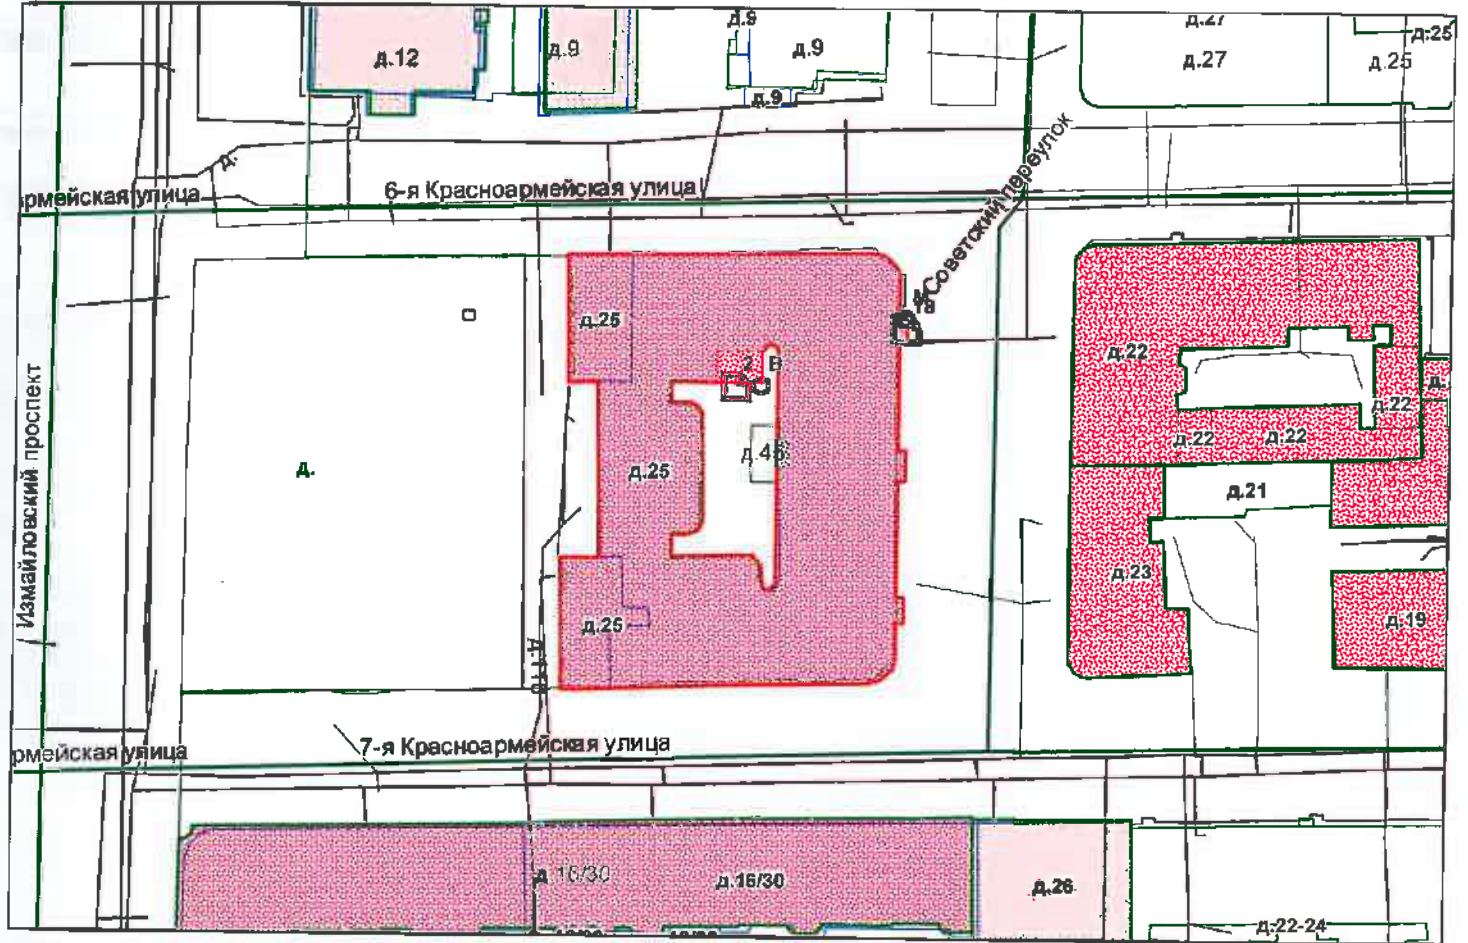 д.12
д.9
д.9
д.9
д.9
д.27
д.27
д.25
д.25
д.
рмейская улица
6-я Красноармейская улица
Советский переулок
д.25
2
В
д.25
д.25
д.
Измайловский проспект
д.22
д.22
д.22
д.22
д.
д.21
д.23
д.19
рмейская улица
7-я Красноармейская улица
д.16/30
д.16/30
д.26
д.22-24